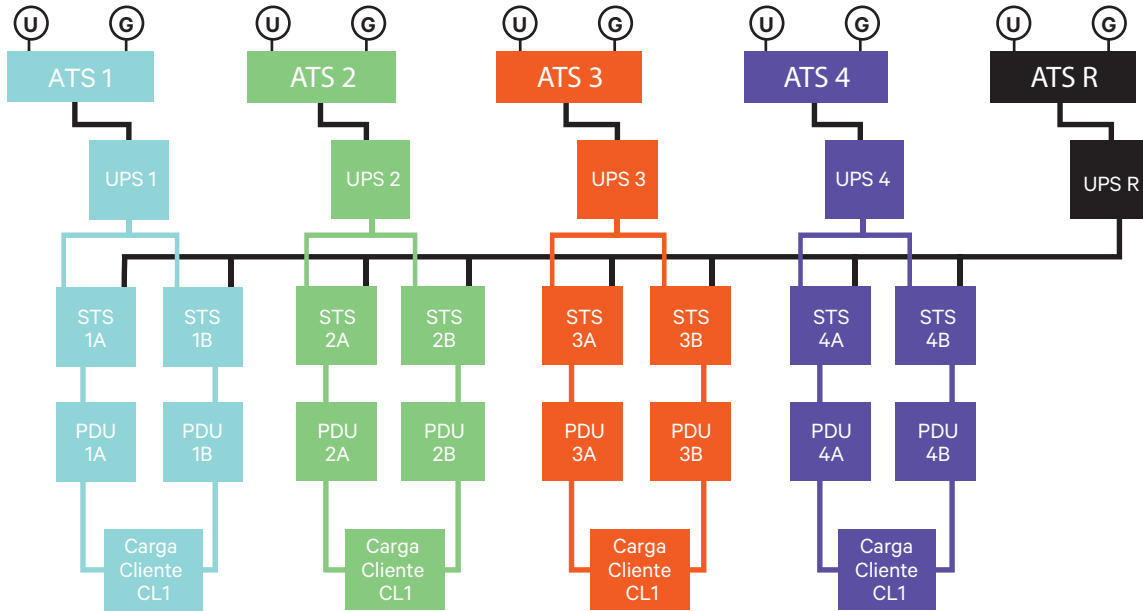 U G U G U G U G U G
ATS 1 ATS 2 ATS 3 ATS 4 ATS R
UPS 1 UPS 2 UPS 3 UPS 4 UPS R
STS STS STS STS STS STS STS STS
1A 1B 2A 2B 3A 3B 4A 4B
PDU PDU PDU PDU PDU PDU PDU PDU
1A 1B 2A 2B 3A 3B 4A 4B
Carga Carga Carga Carga
Cliente Cliente Cliente Cliente
CL1 CL1 CL1 CL1